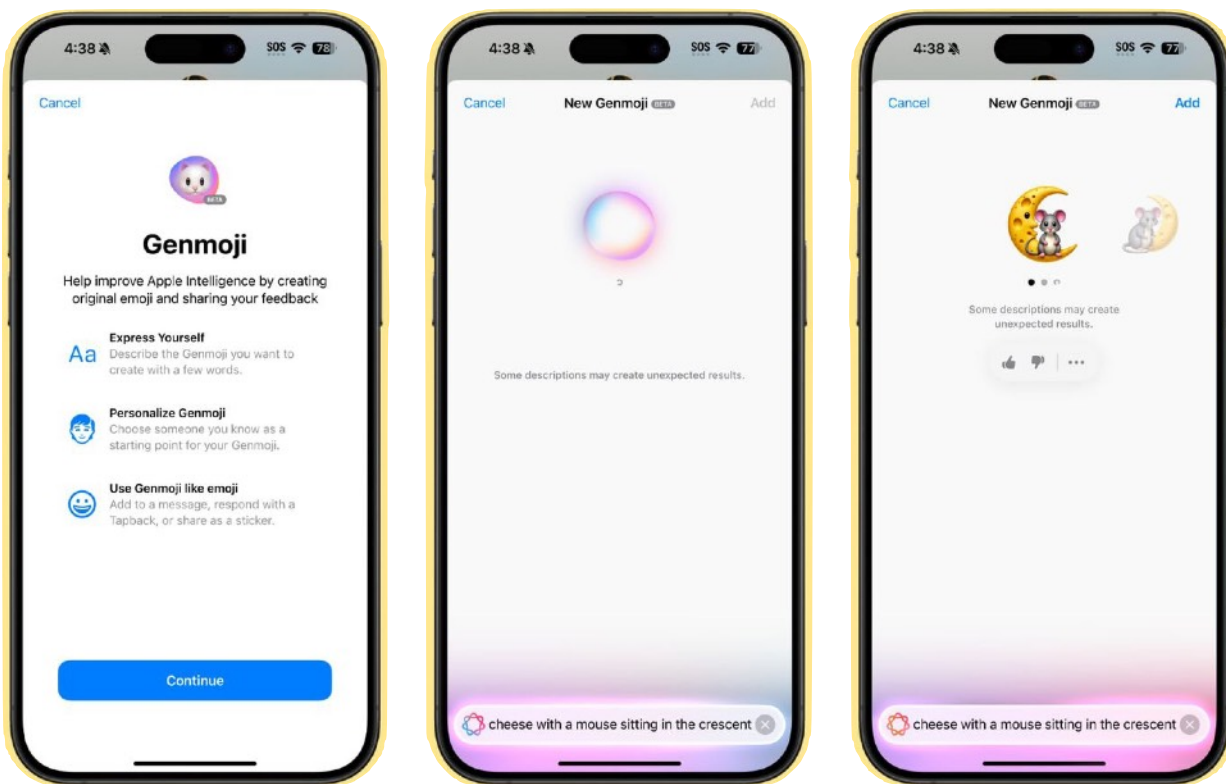 4:38
SOS 78
Cancel
BETA
Genmoji
Help improve Apple Intelligence by creating
original emoji and sharing your feedback
Aa
Express Yourself
Describe the Genmoji you want to
create with a few words.
Personalize Genmoji
Choose someone you know as a
starting point for your Genmoji.
Use Genmoji like emoji
Add to a message, respond with a
Tapback, or share as a sticker.
Continue
4:38
SOS 77
Cancel
New Genmoji BETA
Add
Some descriptions may create unexpected results.
cheese with a mouse sitting in the crescent
4:38
SOS 77
Cancel
New Genmoji BETA
Add
Some descriptions may create
unexpected results.
cheese with a mouse sitting in the crescent